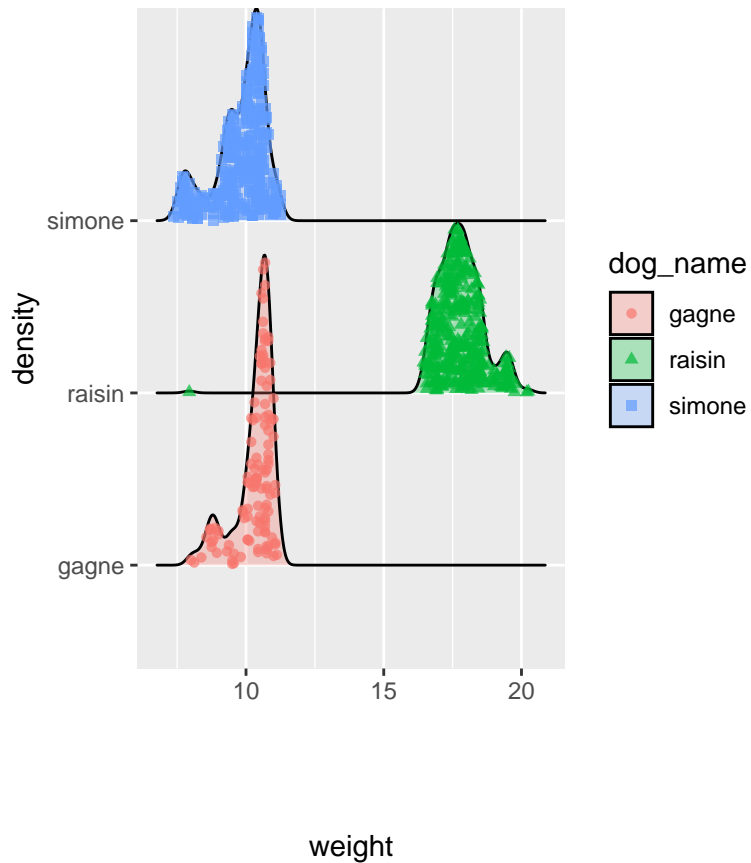 density
simone
raisin
gagne
10
15
20
weight
dog_name
gagne
raisin
simone